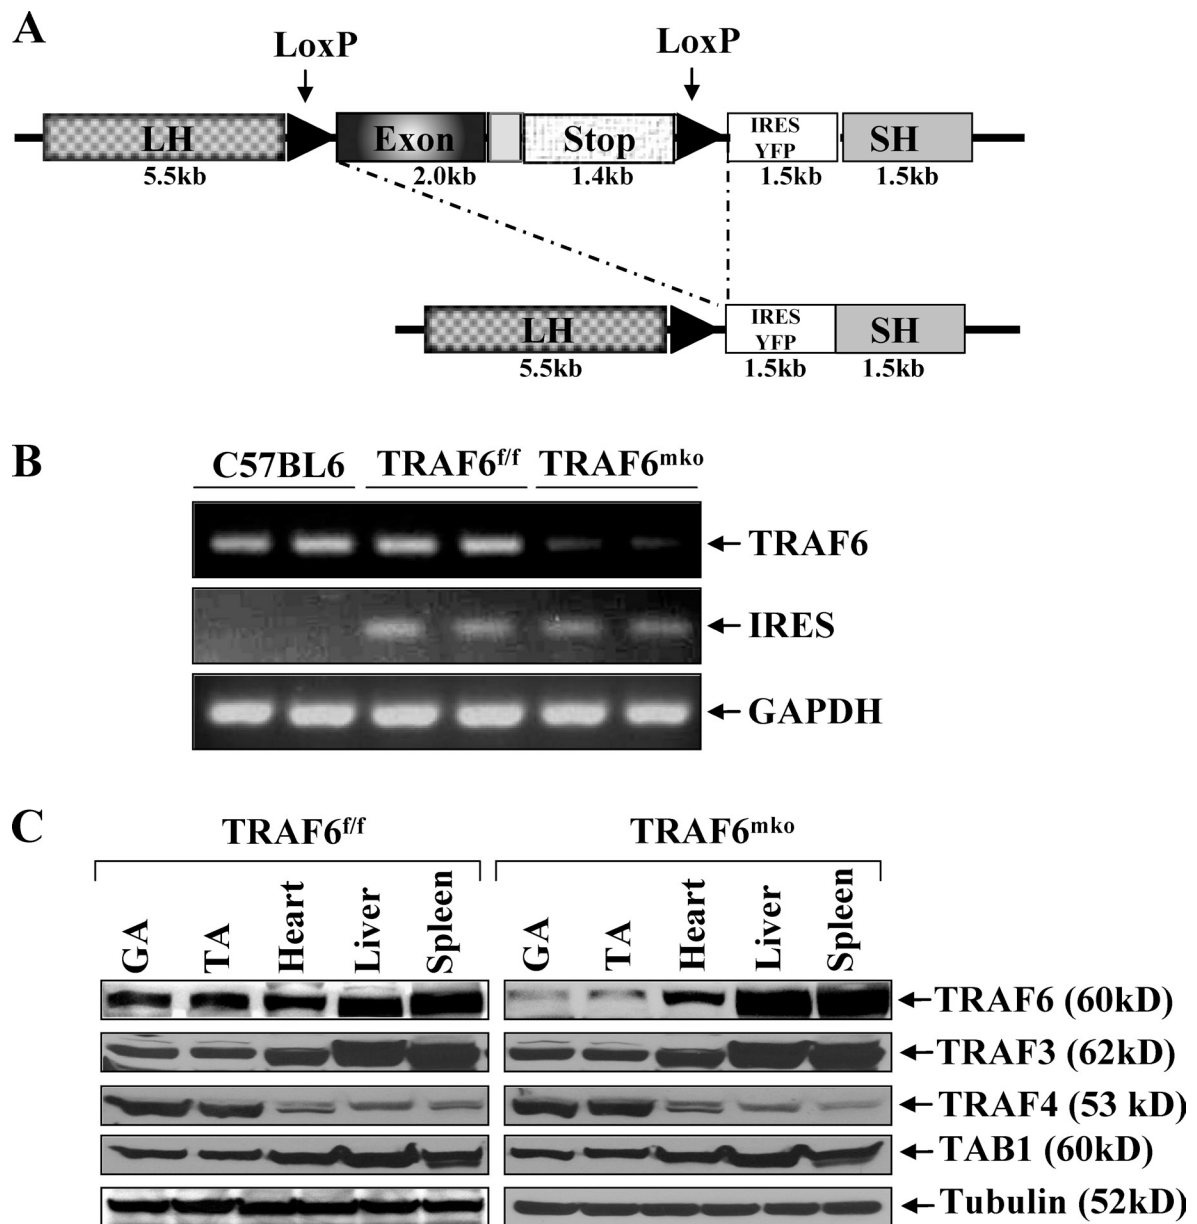 A
LoxP LoxP
LH Exon Stop IRES YFP SH
5.5kb 2.0kb 1.4kb 1.5kb 1.5kb
LH IRES YFP SH
5.5kb 1.5kb 1.5kb
B
C57BL6 TRAF6f/f TRAF6mko
TRAF6
IRES
GAPDH
C
TRAF6f/f TRAF6mko
GA TA Heart Liver Spleen GA TA Heart Liver Spleen
TRAF6 (60kD)
TRAF3 (62kD)
TRAF4 (53 kD)
TAB1 (60kD)
Tubulin (52kD)